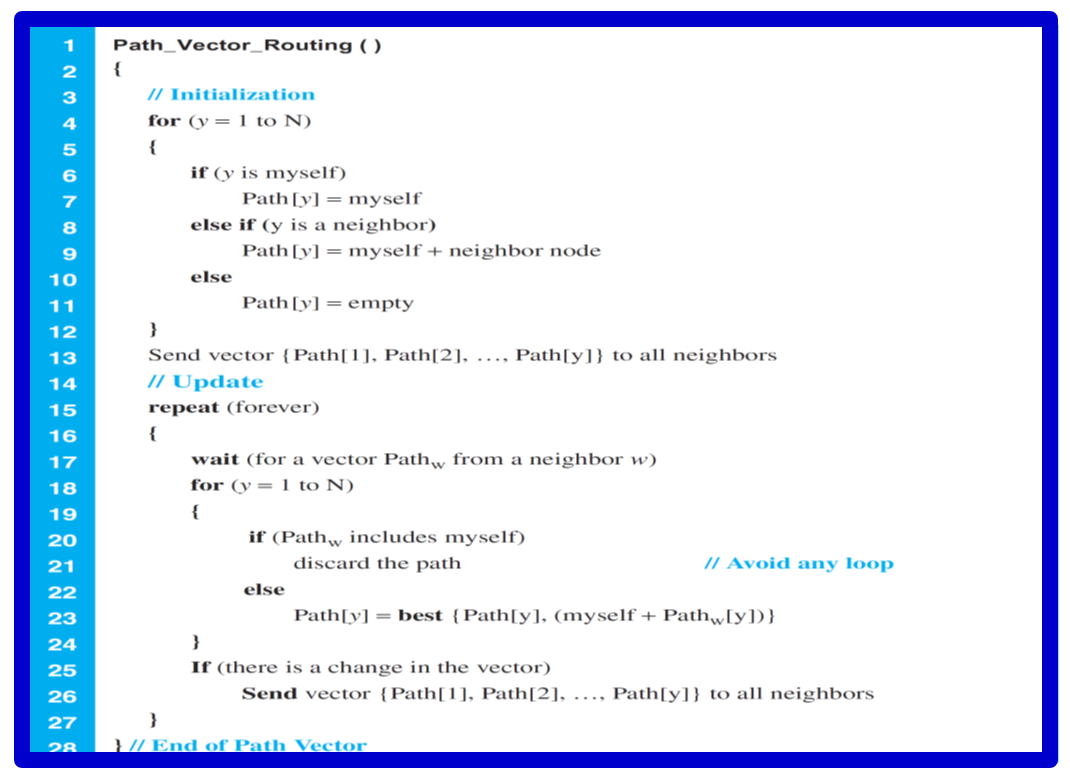 1 Path_Vector_Routing ( )
2 {
3 // Initialization
4 for (y = 1 to N)
5 {
6 if (y is myself)
7 Path[y] = myself
8 else if (y is a neighbor)
9 Path[y] = myself + neighbor node
10 else
11 Path[y] = empty
12 }
13 Send vector {Path[1], Path[2], …, Path[y]} to all neighbors
14 // Update
15 repeat (forever)
16 {
17 wait (for a vector Pathw from a neighbor w)
18 for (y = 1 to N)
19 {
20 if (Pathw includes myself)
21 discard the path // Avoid any loop
22 else
23 Path[y] = best {Path[y], (myself + Pathw[y])}
24 }
25 If (there is a change in the vector)
26 Send vector {Path[1], Path[2], …, Path[y]} to all neighbors
27 }
28 } // End of Path Vector